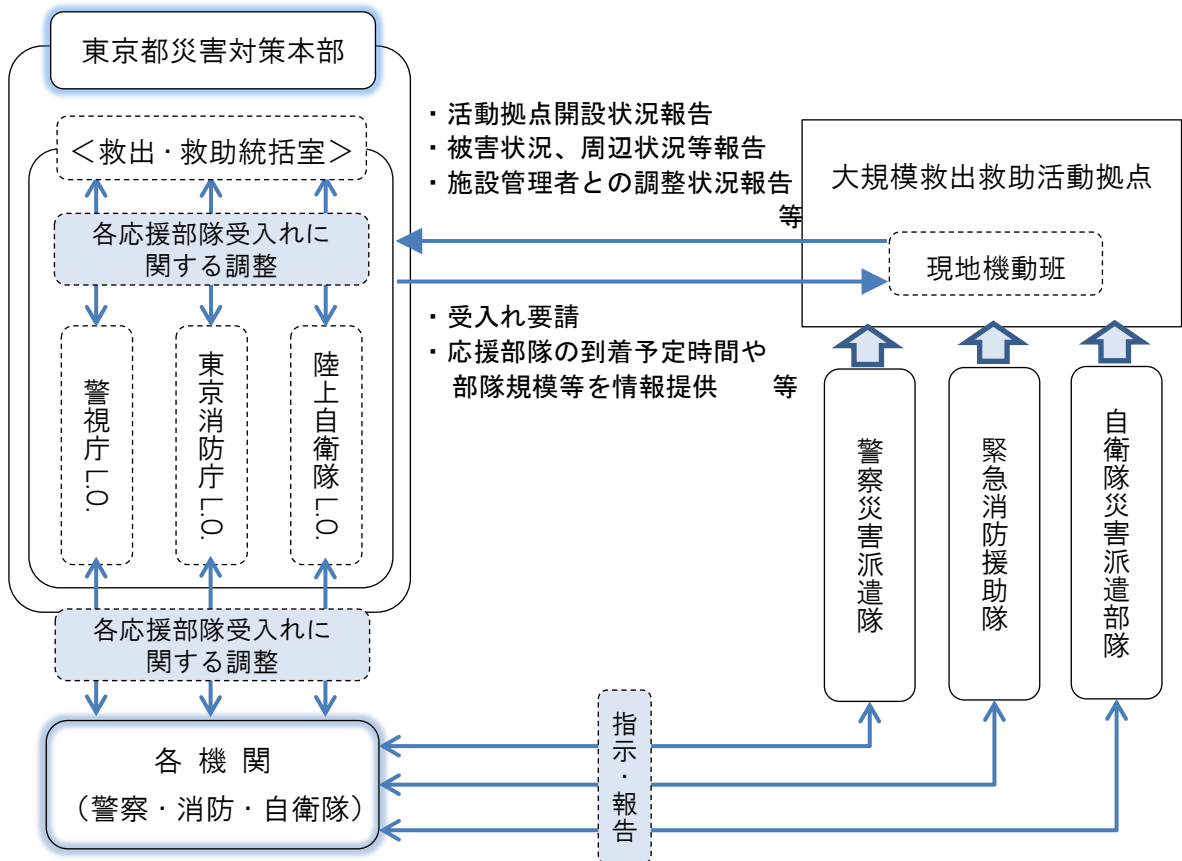 東京都災害対策本部
＜救出・救助統括室＞
各応援部隊受入れに
関する調整
警視庁 L.O.
東京消防庁 L.O.
陸上自衛隊 L.O.
各応援部隊受入れに
関する調整
各 機 関
（警察・消防・自衛隊）
・活動拠点開設状況報告
・被害状況、周辺状況等報告
・施設管理者との調整状況報告
等
・受入れ要請
・応援部隊の到着予定時間や
部隊規模等を情報提供　　等
大規模救出救助活動拠点
現地機動班
警察災害派遣隊
緊急消防援助隊
自衛隊災害派遣部隊
指示・報告